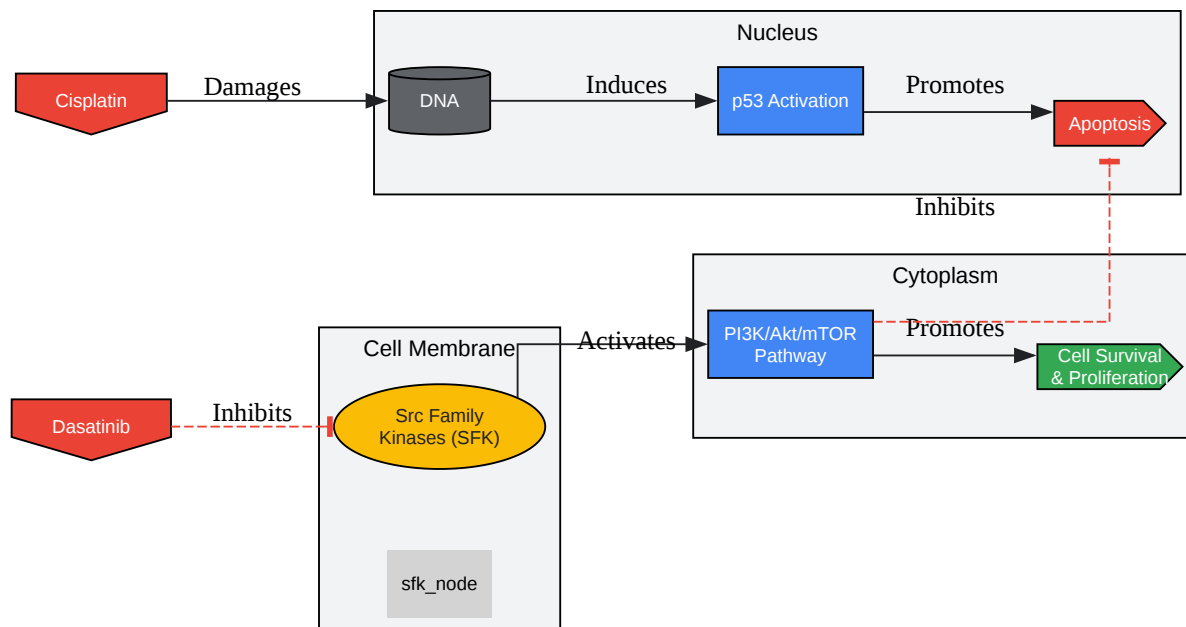 Nucleus
Cisplatin
Damages
DNA
Induces
p53 Activation
Promotes
Apoptosis
Inhibits
Cytoplasm
Cell Membrane
Activates
PI3K/Akt/mTOR
Pathway
Promotes
Cell Survival
& Proliferation
Dasatinib
Inhibits
Src Family
Kinases (SFK)
sfk_node